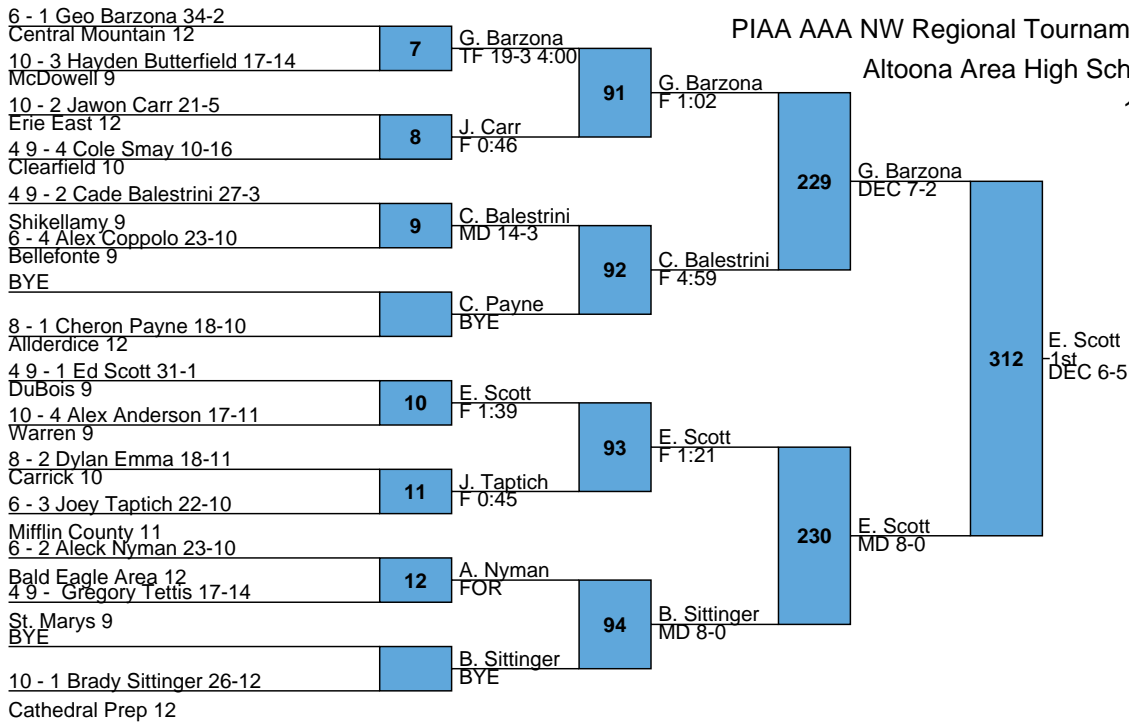 PIAA AAA NW Regional Tournam
Altoona Area High Sch
6 - 1 Geo Barzona 34-2
Central Mountain 12
10 - 3 Hayden Butterfield 17-14
McDowell 9
10 - 2 Jawon Carr 21-5
Erie East 12
4 9 - 4 Cole Smay 10-16
Clearfield 10
4 9 - 2 Cade Balestrini 27-3
Shikellamy 9
6 - 4 Alex Coppolo 23-10
Bellefonte 9
BYE
8 - 1 Cheron Payne 18-10
Allderdice 12
4 9 - 1 Ed Scott 31-1
DuBois 9
10 - 4 Alex Anderson 17-11
Warren 9
8 - 2 Dylan Emma 18-11
Carrick 10
6 - 3 Joey Taptich 22-10
Mifflin County 11
6 - 2 Aleck Nyman 23-10
Bald Eagle Area 12
4 9 - Gregory Tettis 17-14
St. Marys 9
BYE
10 - 1 Brady Sittinger 26-12
Cathedral Prep 12
7
8
9
10
11
12
G. Barzona
TF 19-3 4:00
J. Carr
F 0:46
C. Balestrini
MD 14-3
C. Payne
BYE
E. Scott
F 1:39
J. Taptich
F 0:45
A. Nyman
FOR
B. Sittinger
BYE
91
92
93
94
G. Barzona
F 1:02
C. Balestrini
F 4:59
E. Scott
F 1:21
B. Sittinger
MD 8-0
229
230
G. Barzona
DEC 7-2
E. Scott
MD 8-0
312
E. Scott
1st
DEC 6-5